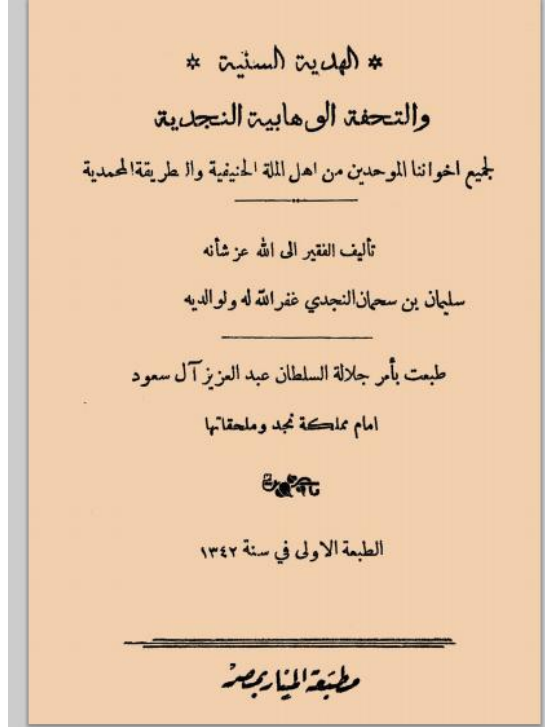 * الهدية السنية *
والتحفة الوهابية النجدية
لجميع اخواننا الموحدين من اهل الملة الحنيفية والطريقة المحمدية
تأليف الفقير الى الله عز شأنه
سليمان بن سحمان النجدي غفر الله له ولوالديه
طبعت بأمر جلالة السلطان عبد العزيز آل سعود
امام مملكة نجد وملحقاتها
الطبعة الاولى في سنة ١٣٤٢
مطبعة المنار بمصر